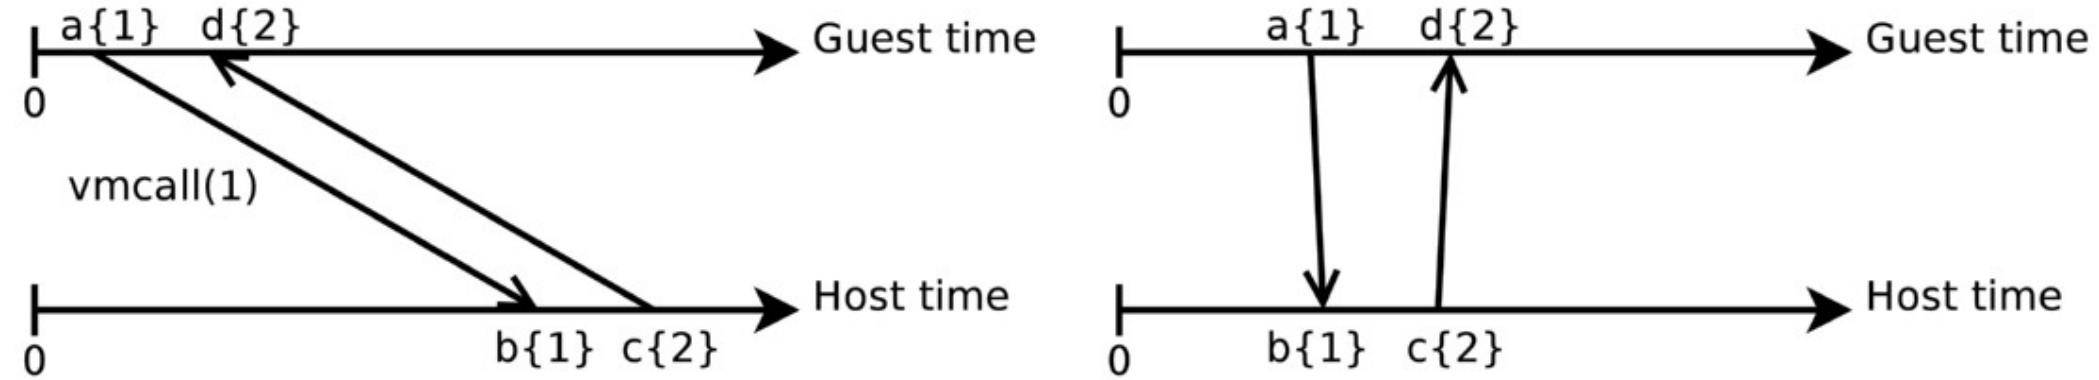 a{1} d{2}
Guest time
0
vmcall(1)
Host time
0
b{1} c{2}
a{1} d{2}
Guest time
0
Host time
0
b{1} c{2}